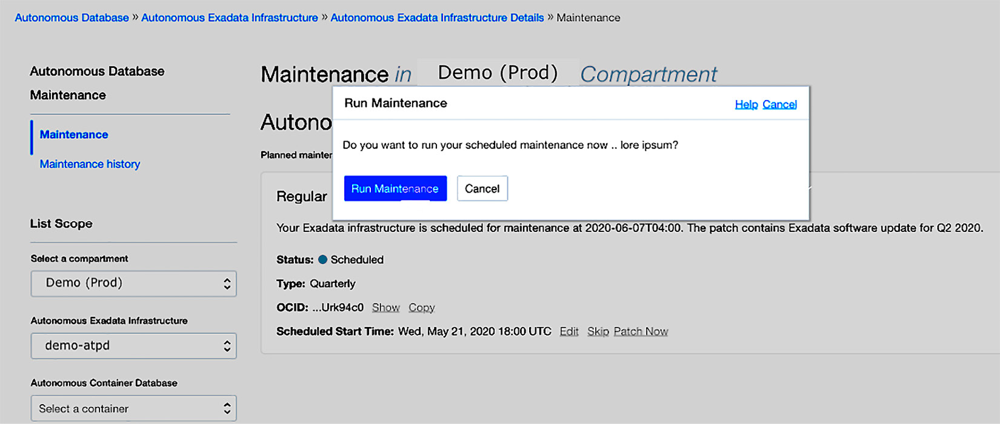 Autonomous Database » Autonomous Exadata Infrastructure » Autonomous Exadata Infrastructure Details » Maintenance
Autonomous Database
Maintenance
Maintenance
Maintenance history
List Scope
Select a compartment
Demo (Prod)
Autonomous Exadata Infrastructure
demo-atpd
Autonomous Container Database
Select a container
Maintenance in Demo (Prod) Compartment
Autono
Planned mainter
Run Maintenance Help Cancel
Do you want to run your scheduled maintenance now .. lore ipsum?
Run Maintenance Cancel
Regular
Your Exadata infrastructure is scheduled for maintenance at 2020-06-07T04:00. The patch contains Exadata software update for Q2 2020.
Status: Scheduled
Type: Quarterly
OCID: ...Urk94c0 Show Copy
Scheduled Start Time: Wed, May 21, 2020 18:00 UTC Edit Skip Patch Now